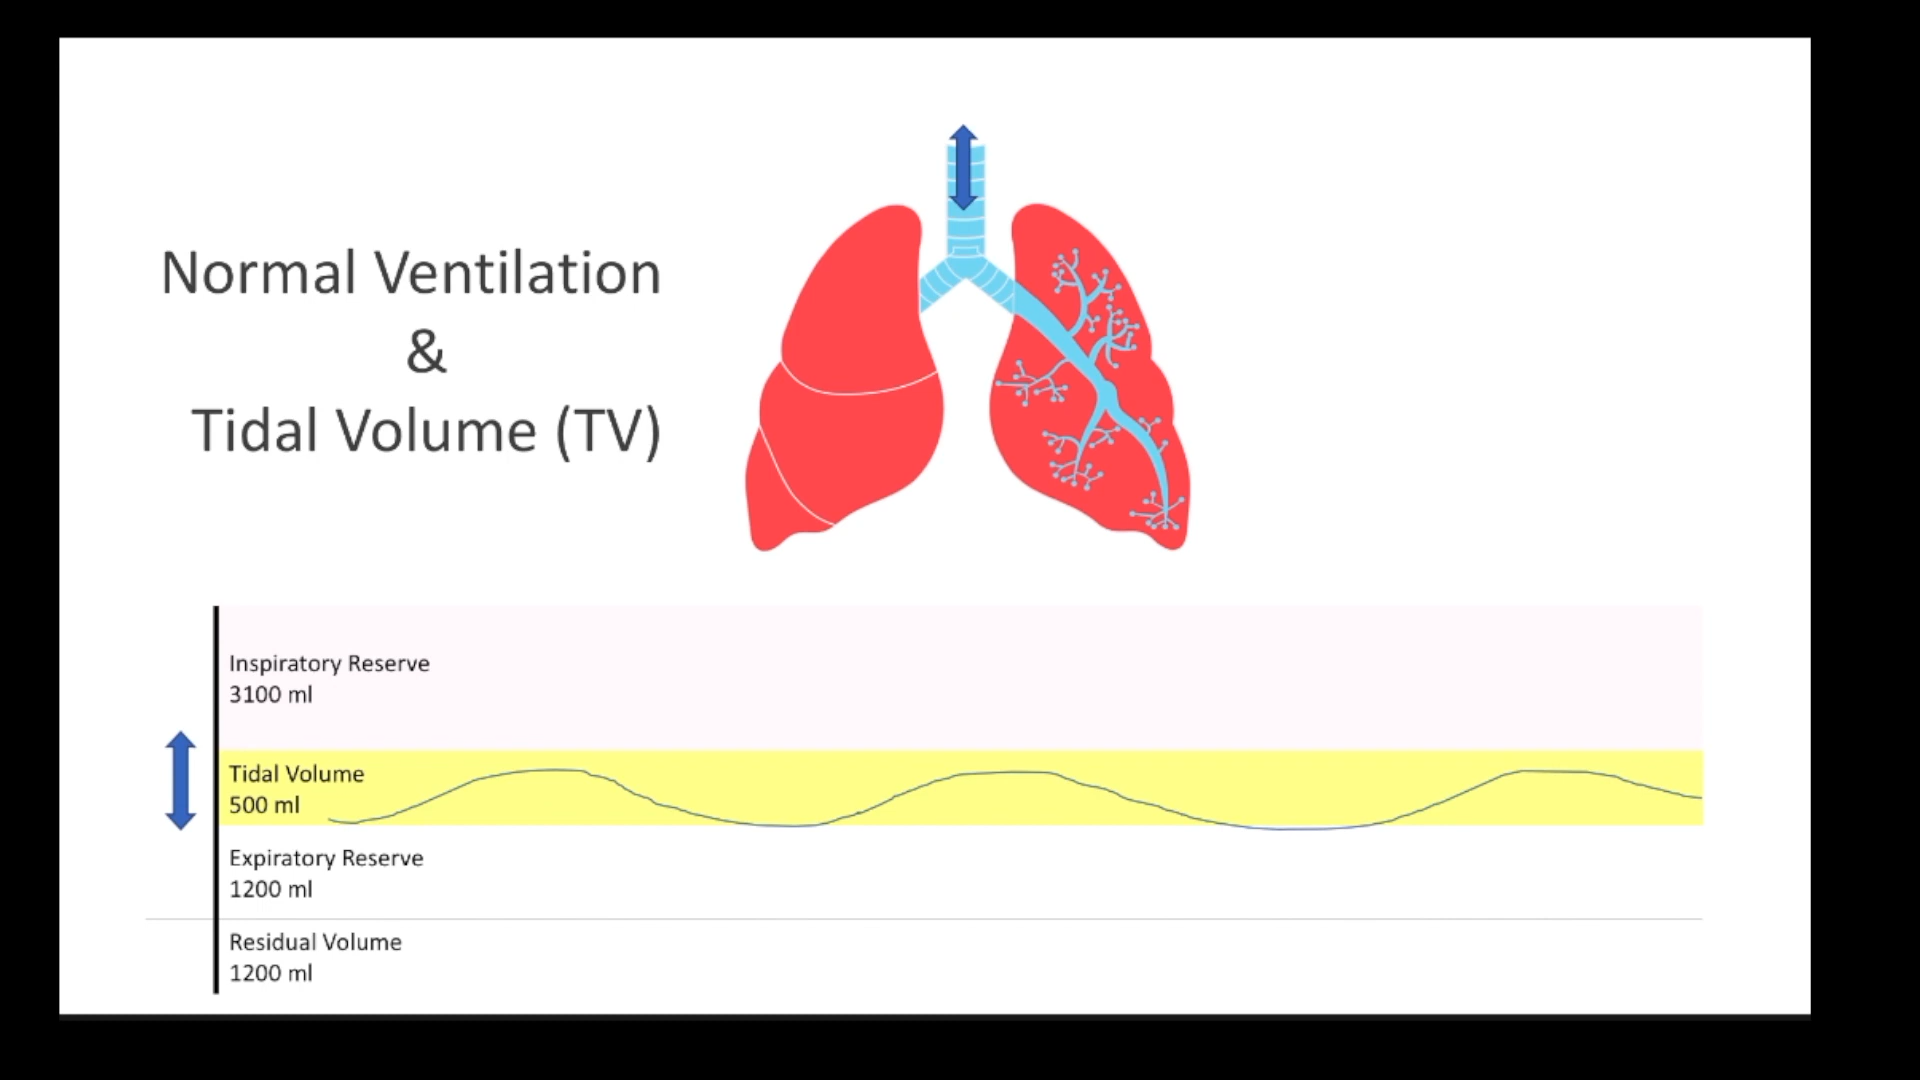 Normal Ventilation
&
Tidal Volume (TV)
Inspiratory Reserve
3100 ml
Tidal Volume
500 ml
Expiratory Reserve
1200 ml
Residual Volume
1200 ml